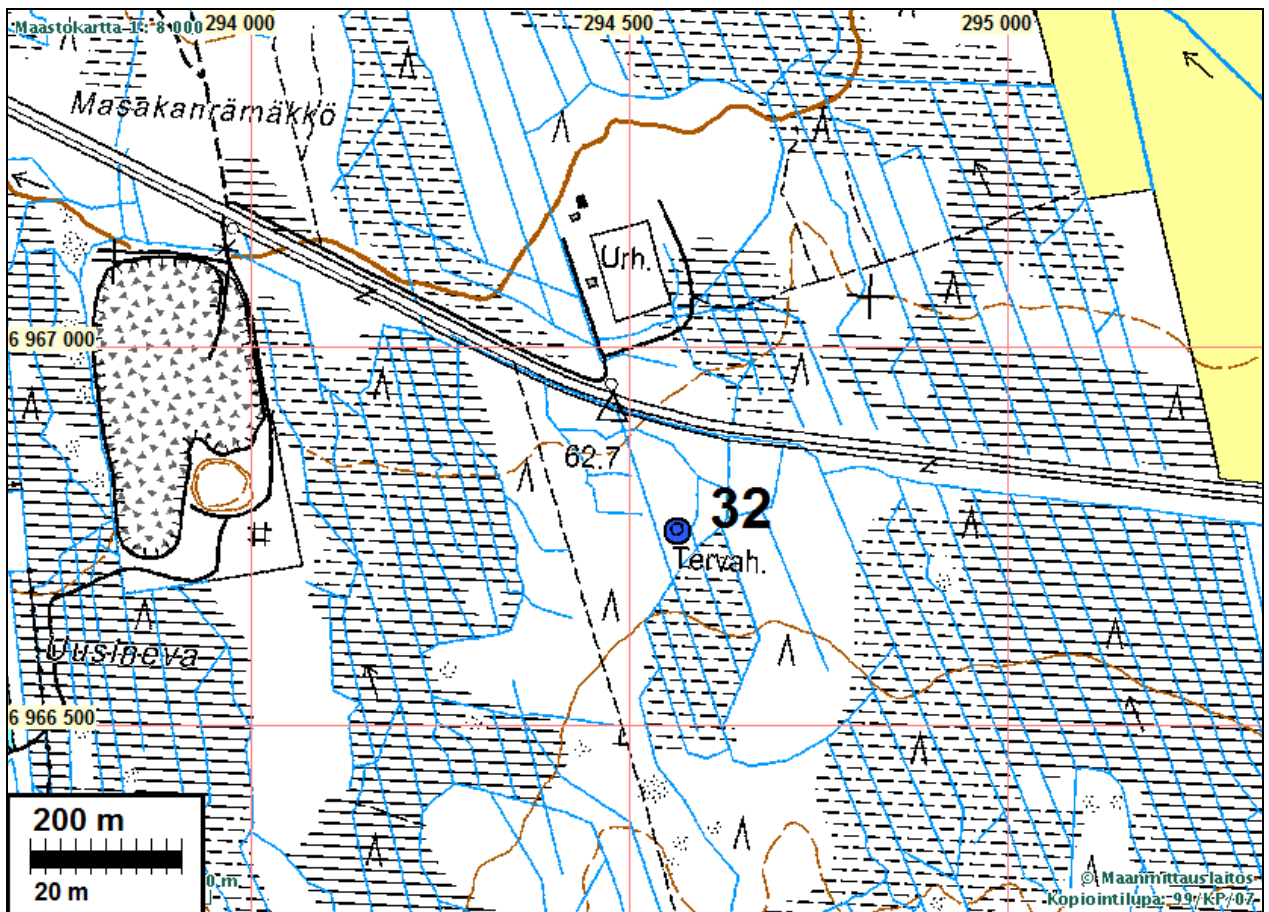 Maastokartta 1: 8 000
294 000
294 500
295 000
Masakanrämäkkö
Urh.
6 967 000
62.7
32
Tervah.
Uusineva
6 966 500
200 m
20 m
0 m
© Maanmittauslaitos
Kopiointilupa: 99/KP/07